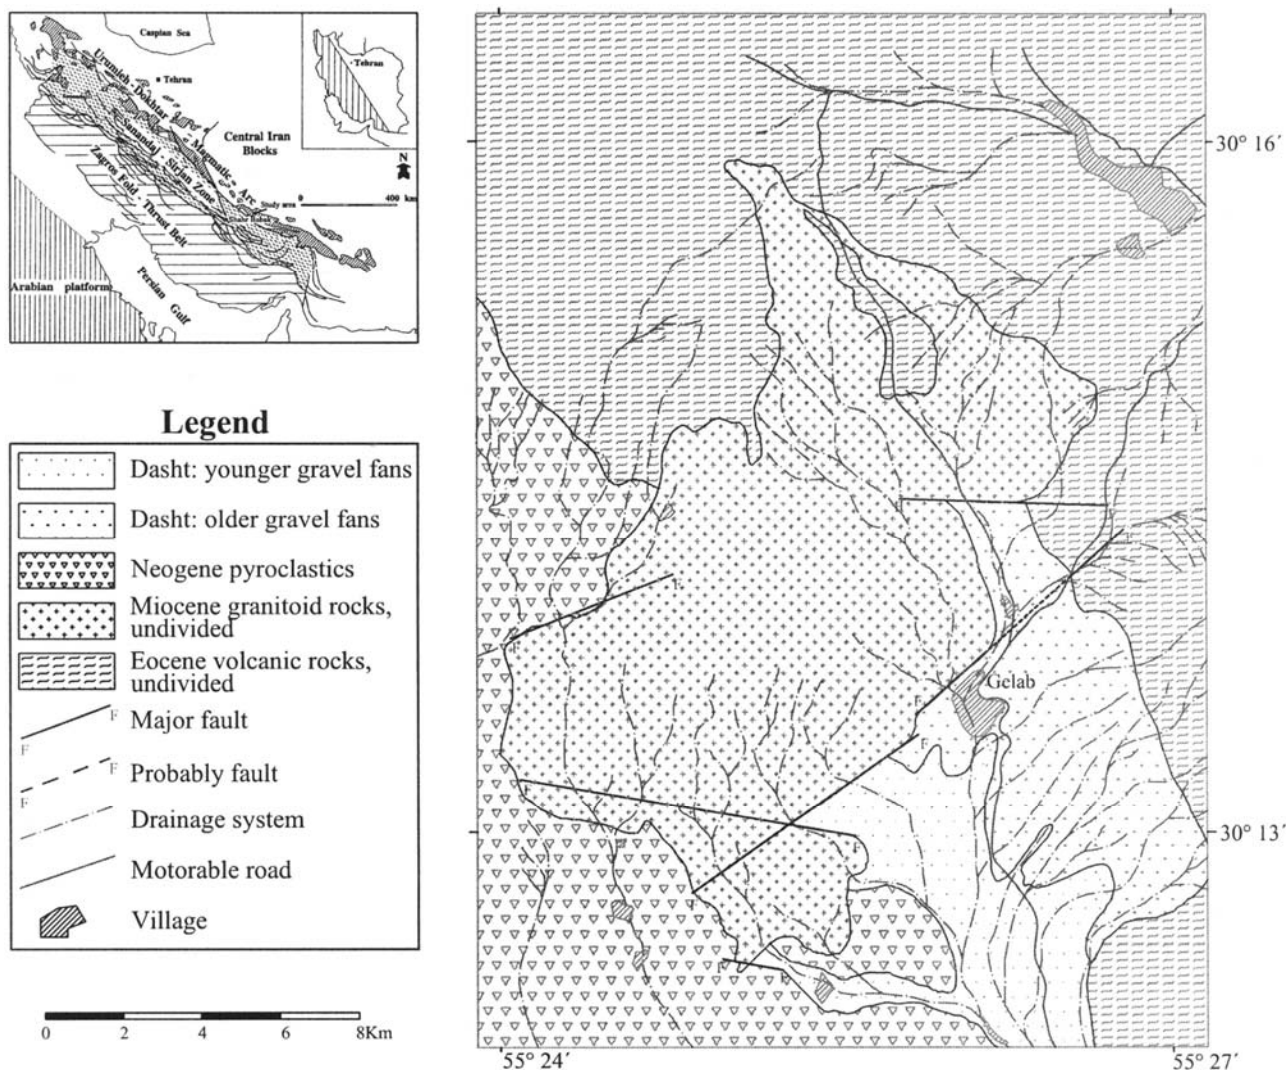 Caspian Sea
Tehran
Urumieh - Dokhtar - Magmatic - Arc
Sanandaj - Sirjan Zone
Zagros Fold - Thrust Belt
Central Iran
Blocks
Study area
Shahr Babak
Arabian platform
Persian Gulf
Tehran
N
0 400 km
Legend
Dasht: younger gravel fans
Dasht: older gravel fans
Neogene pyroclastics
Miocene granitoid rocks,
undivided
Eocene volcanic rocks,
undivided
F F Major fault
F F Probably fault
Drainage system
Motorable road
Village
0 2 4 6 8Km
30° 16´
F
F
F
F
F
Gelab
F
F
F
F
30° 13´
F
F
F
55° 24´
55° 27´